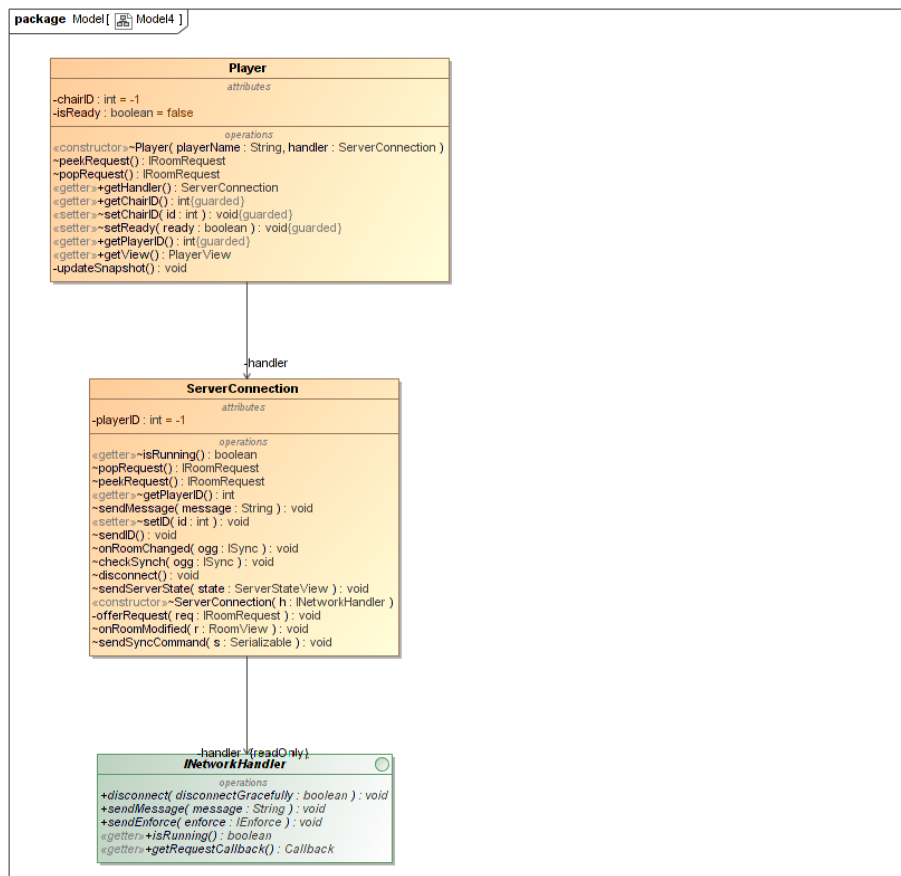 package Model[ Model4 ]
Player
attributes
-chairID : int = -1
-isReady : boolean = false
operations
«constructor»~Player( playerName : String, handler : ServerConnection )
~peekRequest() : IRoomRequest
~popRequest() : IRoomRequest
«getter»+getHandler() : ServerConnection
«getter»+getChairID() : int{guarded}
«setter»~setChairID( id : int ) : void{guarded}
«setter»~setReady( ready : boolean ) : void{guarded}
«getter»+getPlayerID() : int{guarded}
«getter»+getView() : PlayerView
-updateSnapshot() : void
-handler
ServerConnection
attributes
-playerID : int = -1
operations
«getter»~isRunning() : boolean
~popRequest() : IRoomRequest
~peekRequest() : IRoomRequest
«getter»~getPlayerID() : int
~sendMessage( message : String ) : void
«setter»~setID( id : int ) : void
~sendID() : void
~onRoomChanged( ogg : ISync ) : void
~checkSynch( ogg : ISync ) : void
~disconnect() : void
~sendServerState( state : ServerStateView ) : void
«constructor»~ServerConnection( h : INetworkHandler )
-offerRequest( req : IRoomRequest ) : void
~onRoomModified( r : RoomView ) : void
~sendSyncCommand( s : Serializable ) : void
-handler {readOnly}
INetworkHandler
operations
+disconnect( disconnectGracefully : boolean ) : void
+sendMessage( message : String ) : void
+sendEnforce( enforce : IEnforce ) : void
«getter»+isRunning() : boolean
«getter»+getRequestCallback() : Callback